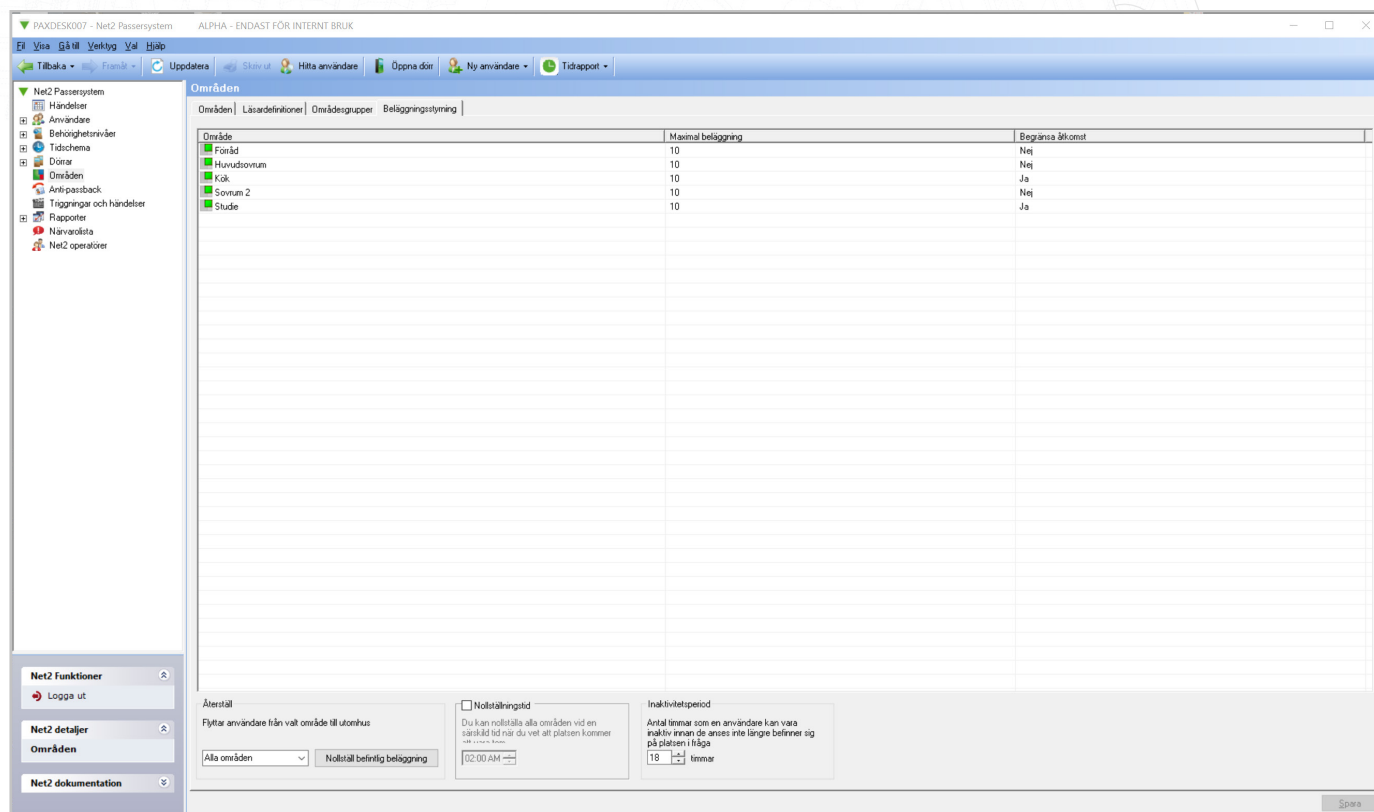 PAXDESK007 - Net2 Passersystem ALPHA - ENDAST FÖR INTERNT BRUK
Fil Visa Gå till Verktyg Val Hjälp
Tillbaka Framåt Uppdatera Skriv ut Hitta användare Öppna dörr Ny användare Tidrapport
Net2 Passersystem
Händelser
Användare
Behörighetsnivåer
Tidschema
Dörrar
Områden
Anti-passback
Triggningar och händelser
Rapporter
Närvarolista
Net2 operatörer
Net2 Funktioner
Logga ut
Net2 detaljer
Områden
Net2 dokumentation
Områden
Områden Läsardefinitioner Områdesgrupper Beläggningsstyrning
Område Maximal beläggning Begränsa åtkomst
Förråd 10 Nej
Huvudsovrum 10 Nej
Kök 10 Ja
Sovrum 2 10 Nej
Studie 10 Ja
Återställ
Flyttar användare från valt område till utomhus
Alla områden Nollställ befintlig beläggning
Nollställningstid
Du kan nollställa alla områden vid en
särskild tid när du vet att platsen kommer
att vara tom
02:00 AM
Inaktivitetsperiod
Antal timmar som en användare kan vara
inaktiv innan de anses inte längre befinner sig
på platsen i fråga
18 timmar
Spara